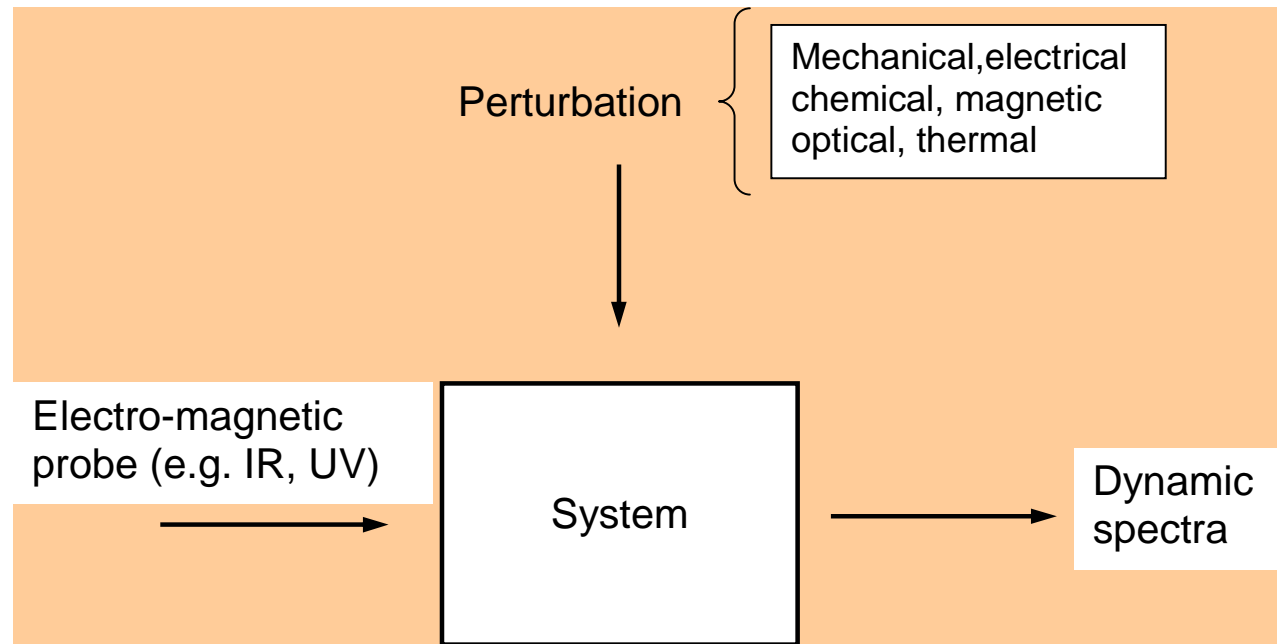 Perturbation
Mechanical,electrical
chemical, magnetic
optical, thermal
Electro-magnetic
probe (e.g. IR, UV)
System
Dynamic
spectra